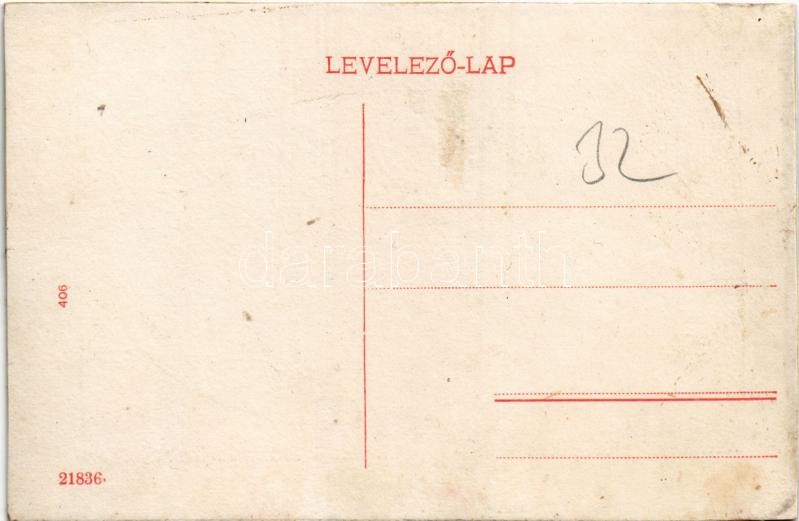 LEVELEZŐ-LAP
32
darabanth
406
21836.